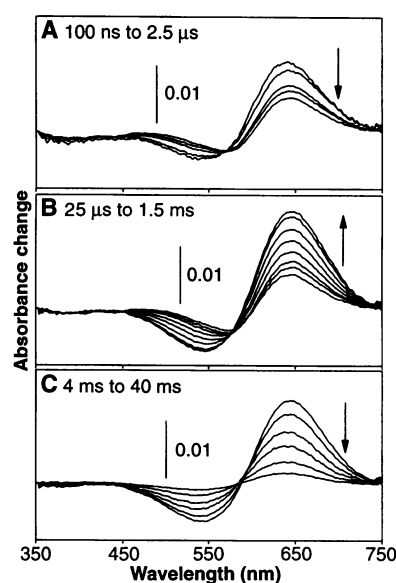 A 100 ns to 2.5 µs
0.01
B 25 µs to 1.5 ms
0.01
C 4 ms to 40 ms
0.01
Absorbance change
350 450 550 650 750
Wavelength (nm)